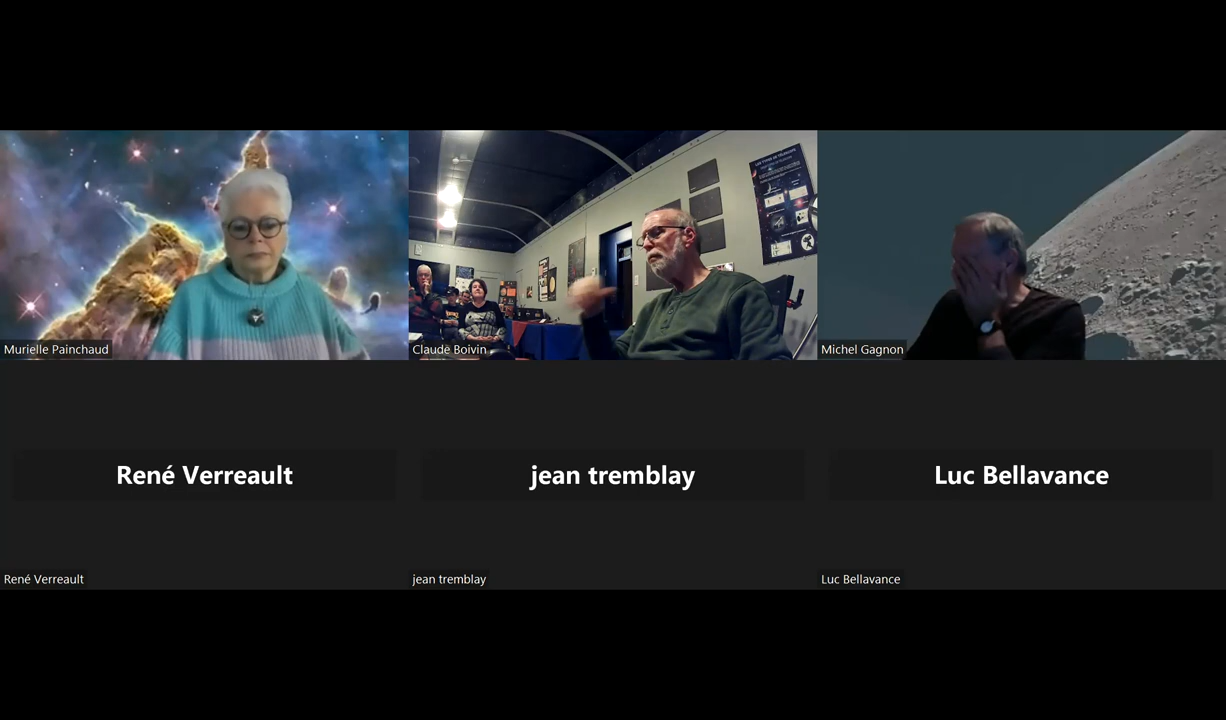 Murielle Painchaud
Claude Boivin
Michel Gagnon
René Verreault
jean tremblay
Luc Bellavance
René Verreault
jean tremblay
Luc Bellavance